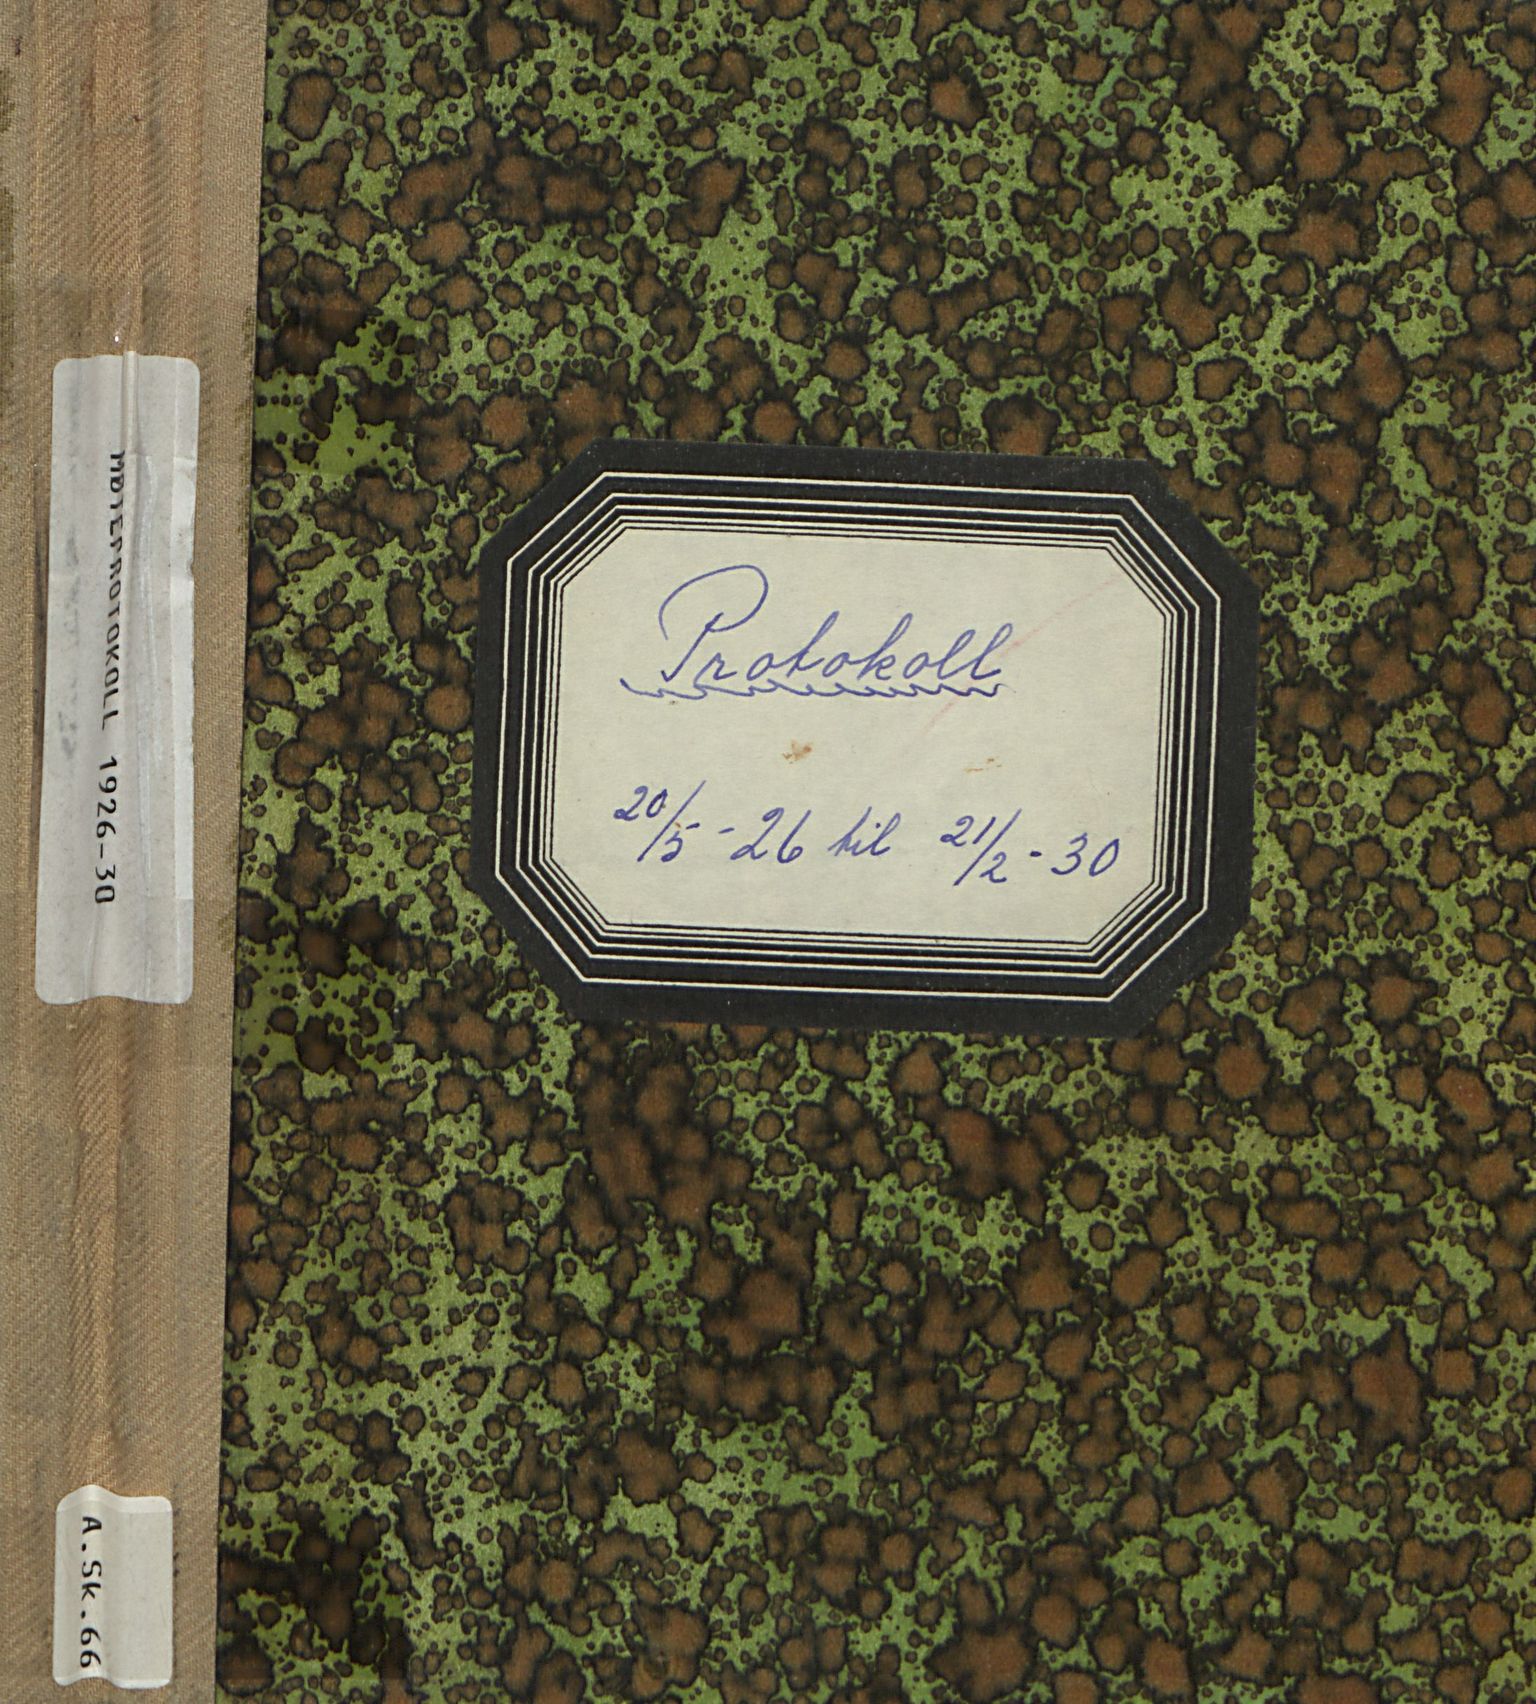 Protokoll
20/5 - 26 til 21/2 - 30
MØTEPROTOKOLL 1926-30
A.Sk.66